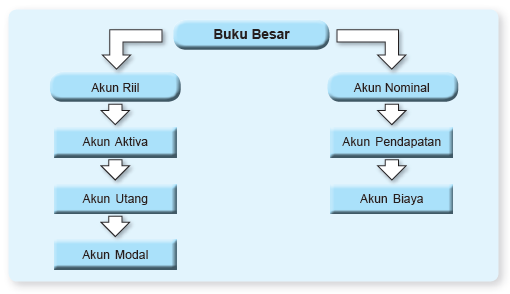 Buku Besar
Akun Riil
Akun Nominal
Akun Aktiva
Akun Pendapatan
Akun Utang
Akun Biaya
Akun Modal